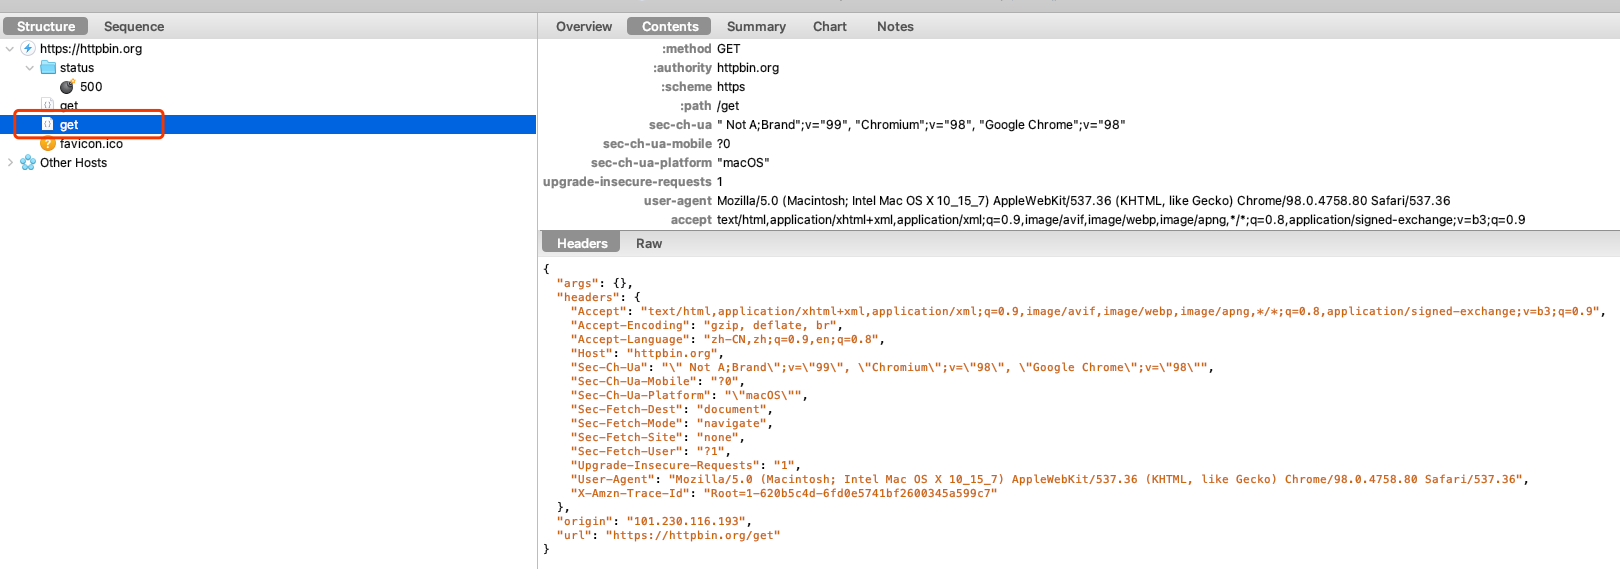 Structure Sequence
https://httpbin.org
status
500
get
get
favicon.ico
Other Hosts
Overview Contents Summary Chart Notes
:method GET
:authority httpbin.org
:scheme https
:path /get
sec-ch-ua " Not A;Brand";v="99", "Chromium";v="98", "Google Chrome";v="98"
sec-ch-ua-mobile ?0
sec-ch-ua-platform "macOS"
upgrade-insecure-requests 1
user-agent Mozilla/5.0 (Macintosh; Intel Mac OS X 10_15_7) AppleWebKit/537.36 (KHTML, like Gecko) Chrome/98.0.4758.80 Safari/537.36
accept text/html,application/xhtml+xml,application/xml;q=0.9,image/avif,image/webp,image/apng,*/*;q=0.8,application/signed-exchange;v=b3;q=0.9
Headers Raw
{
"args": {},
"headers": {
"Accept": "text/html,application/xhtml+xml,application/xml;q=0.9,image/avif,image/webp,image/apng,*/*;q=0.8,application/signed-exchange;v=b3;q=0.9",
"Accept-Encoding": "gzip, deflate, br",
"Accept-Language": "zh-CN,zh;q=0.9,en;q=0.8",
"Host": "httpbin.org",
"Sec-Ch-Ua": "\" Not A;Brand\";v=\"99\", \"Chromium\";v=\"98\", \"Google Chrome\";v=\"98\"",
"Sec-Ch-Ua-Mobile": "?0",
"Sec-Ch-Ua-Platform": "\"macOS\"",
"Sec-Fetch-Dest": "document",
"Sec-Fetch-Mode": "navigate",
"Sec-Fetch-Site": "none",
"Sec-Fetch-User": "?1",
"Upgrade-Insecure-Requests": "1",
"User-Agent": "Mozilla/5.0 (Macintosh; Intel Mac OS X 10_15_7) AppleWebKit/537.36 (KHTML, like Gecko) Chrome/98.0.4758.80 Safari/537.36",
"X-Amzn-Trace-Id": "Root=1-620b5c4d-6fd0e5741bf2600345a599c7"
},
"origin": "101.230.116.193",
"url": "https://httpbin.org/get"
}